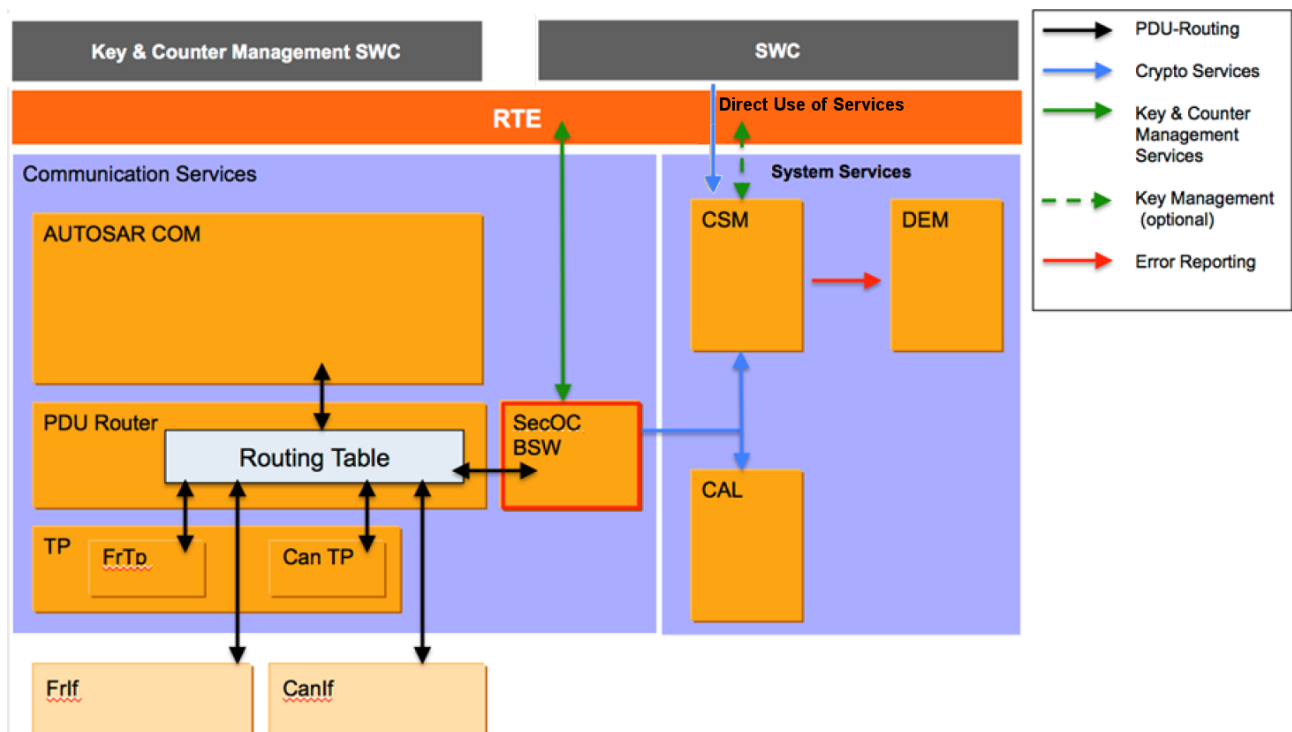 Key & Counter Management SWC
SWC
Direct Use of Services
RTE
Communication Services
System Services
AUTOSAR COM
CSM
DEM
PDU Router
Routing Table
SecOC
BSW
CAL
TP
FrTp
Can TP
FrIf
CanIf
PDU-Routing
Crypto Services
Key & Counter
Management
Services
Key Management
(optional)
Error Reporting